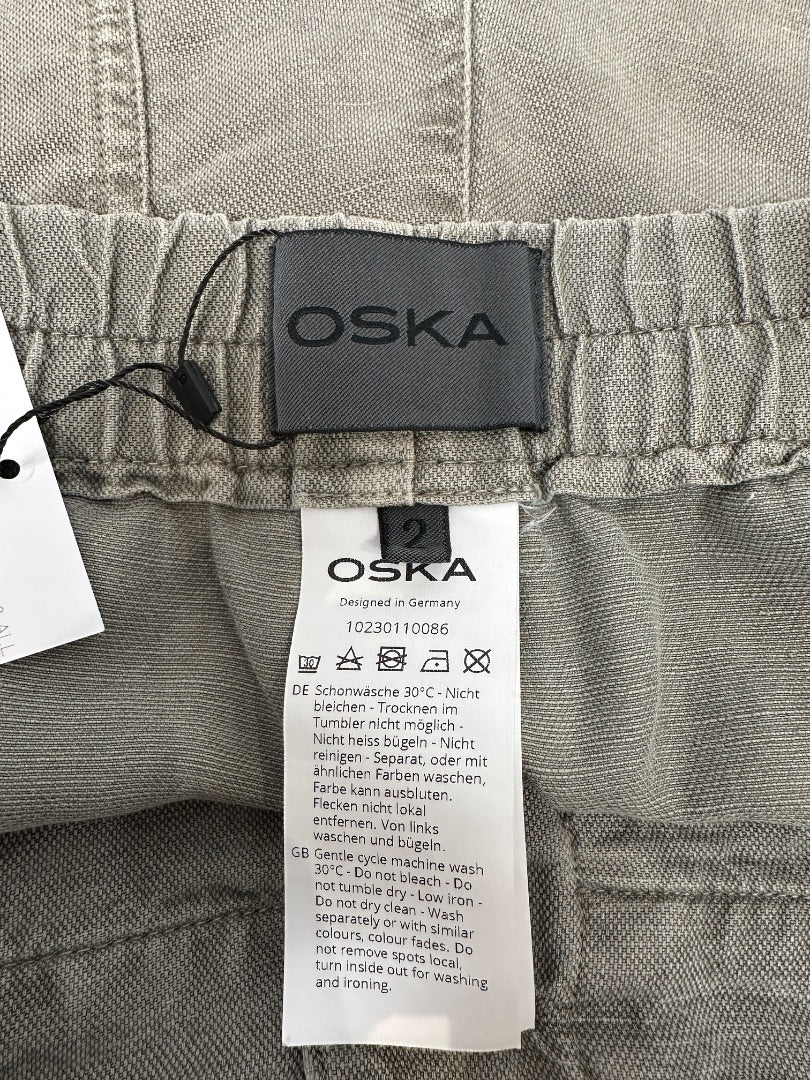 OSKA
2
OSKA
Designed in Germany
10230110086
30
DE Schonwäsche 30°C - Nicht
bleichen - Trocknen im
Tumbler nicht möglich -
Nicht heiss bügeln - Nicht
reinigen - Separat, oder mit
ähnlichen Farben waschen,
Farbe kann ausbluten.
Flecken nicht lokal
entfernen. Von links
waschen und bügeln.
GB Gentle cycle machine wash
30°C - Do not bleach - Do
not tumble dry - Low iron -
Do not dry clean - Wash
separately or with similar
colours, colour fades. Do
not remove spots local,
turn inside out for washing
and ironing.